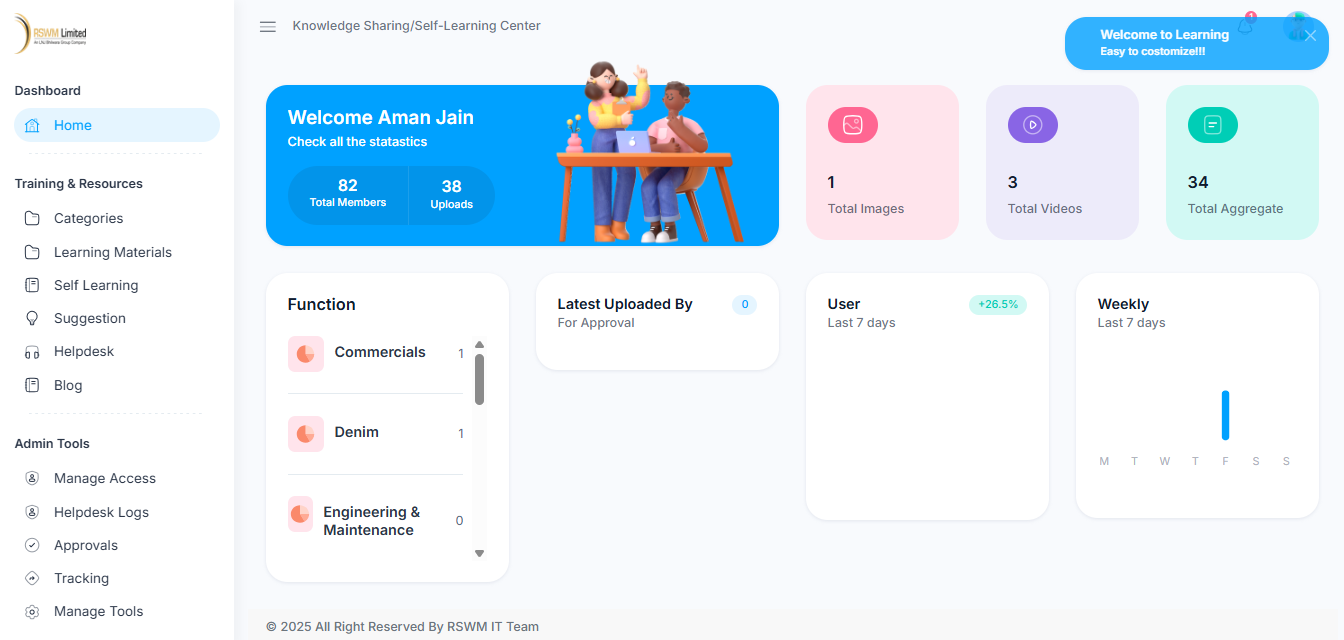 RSWM Limited
An LNJ Bhilwara Group Company
Dashboard
Home
Training & Resources
Categories
Learning Materials
Self Learning
Suggestion
Helpdesk
Blog
Admin Tools
Manage Access
Helpdesk Logs
Approvals
Tracking
Manage Tools
Knowledge Sharing/Self-Learning Center
1
Welcome to Learning
Easy to costomize!!!
Welcome Aman Jain
Check all the statastics
82
Total Members
38
Uploads
1
Total Images
3
Total Videos
34
Total Aggregate
Function
Commercials 1
Denim 1
Engineering &
Maintenance 0
Latest Uploaded By 0
For Approval
User +26.5%
Last 7 days
Weekly
Last 7 days
M T W T F S S
© 2025 All Right Reserved By RSWM IT Team